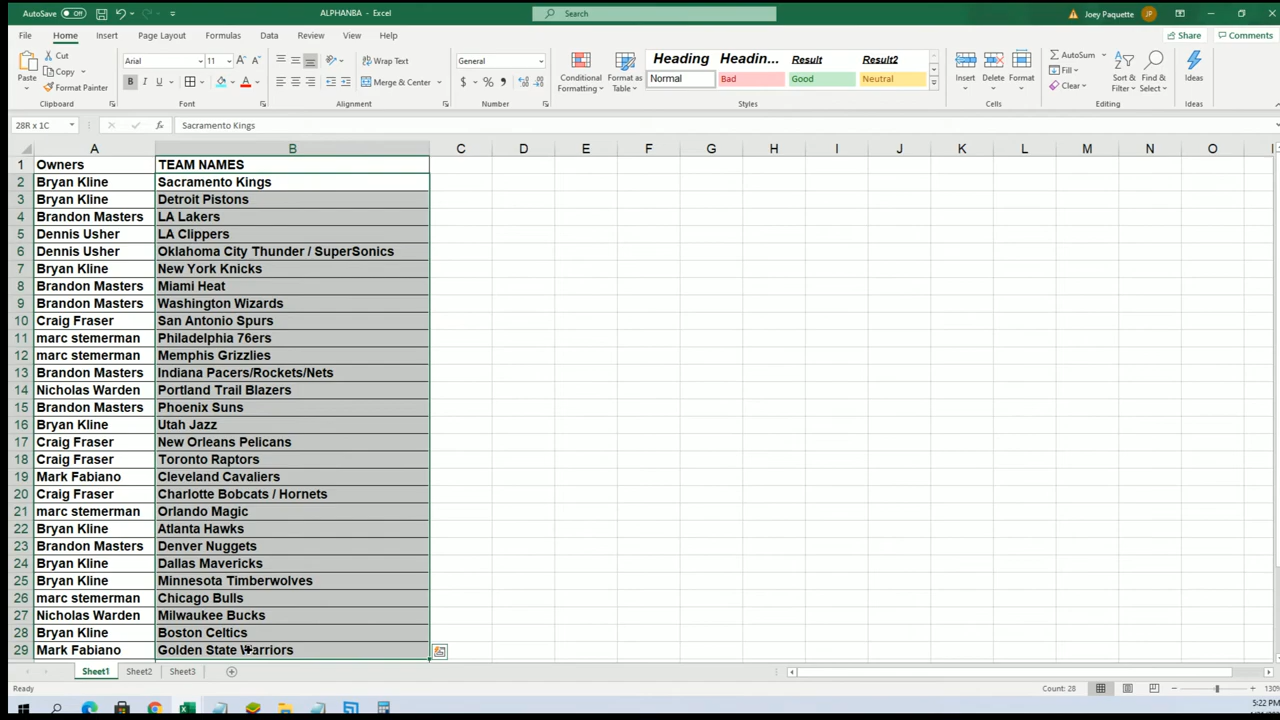 AutoSave Off ALPHANBA - Excel Search Joey Paquette JP
File Home Insert Page Layout Formulas Data Review View Help Share Comments
Paste Cut Copy Format Painter Clipboard
Arial 11 B I U A Font
Wrap Text Merge & Center Alignment
General $ % Number
Conditional Formatting Format as Table
Heading Headin... Result Result2
Normal Bad Good Neutral Styles
Insert Delete Format Cells
AutoSum Fill Clear Sort & Filter Find & Select Editing
Ideas Ideas
28R x 1C fx Sacramento Kings
A B C D E F G H I J K L M N O
1 Owners TEAM NAMES
2 Bryan Kline Sacramento Kings
3 Bryan Kline Detroit Pistons
4 Brandon Masters LA Lakers
5 Dennis Usher LA Clippers
6 Dennis Usher Oklahoma City Thunder / SuperSonics
7 Bryan Kline New York Knicks
8 Brandon Masters Miami Heat
9 Brandon Masters Washington Wizards
10 Craig Fraser San Antonio Spurs
11 marc stemerman Philadelphia 76ers
12 marc stemerman Memphis Grizzlies
13 Brandon Masters Indiana Pacers/Rockets/Nets
14 Nicholas Warden Portland Trail Blazers
15 Brandon Masters Phoenix Suns
16 Bryan Kline Utah Jazz
17 Craig Fraser New Orleans Pelicans
18 Craig Fraser Toronto Raptors
19 Mark Fabiano Cleveland Cavaliers
20 Craig Fraser Charlotte Bobcats / Hornets
21 marc stemerman Orlando Magic
22 Bryan Kline Atlanta Hawks
23 Brandon Masters Denver Nuggets
24 Bryan Kline Dallas Mavericks
25 Bryan Kline Minnesota Timberwolves
26 marc stemerman Chicago Bulls
27 Nicholas Warden Milwaukee Bucks
28 Bryan Kline Boston Celtics
29 Mark Fabiano Golden State Warriors
Sheet1 Sheet2 Sheet3
Ready Count: 28 130%
5:22 PM